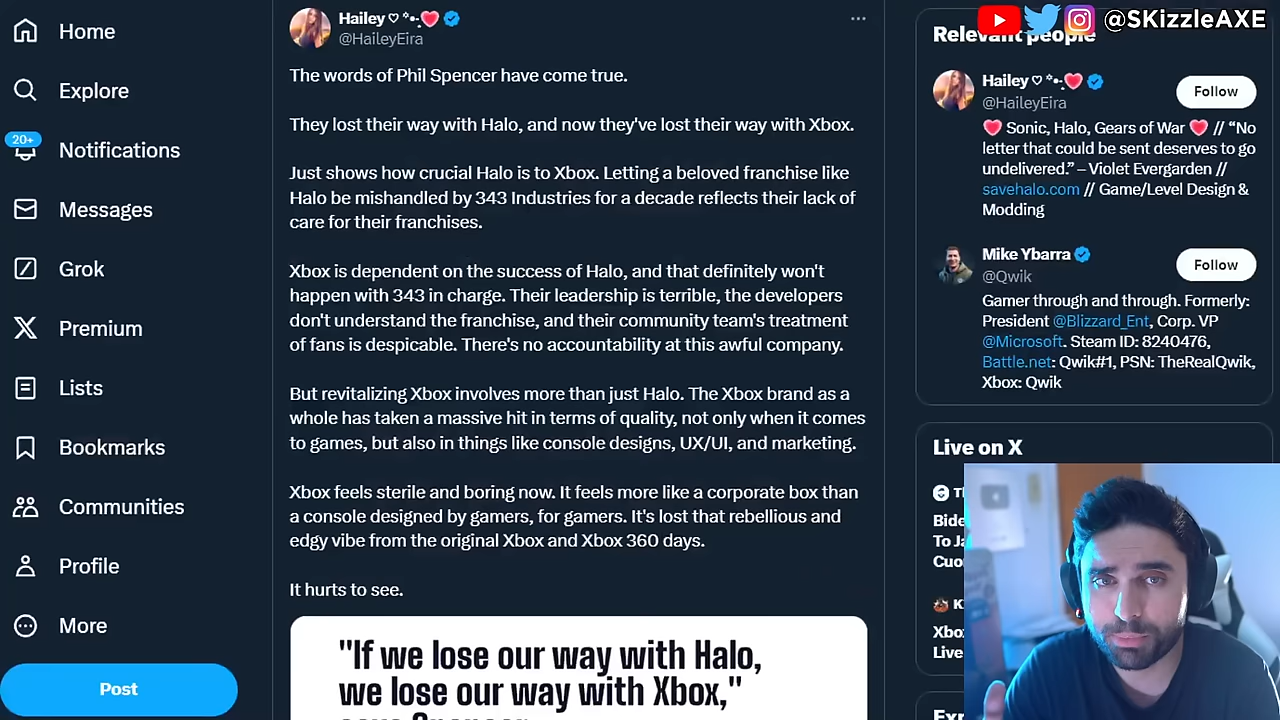 Home
Explore
20+
Notifications
Messages
Grok
Premium
Lists
Bookmarks
Communities
Profile
More
Post
Hailey
@HaileyEira
The words of Phil Spencer have come true.
They lost their way with Halo, and now they've lost their way with Xbox.
Just shows how crucial Halo is to Xbox. Letting a beloved franchise like
Halo be mishandled by 343 Industries for a decade reflects their lack of
care for their franchises.
Xbox is dependent on the success of Halo, and that definitely won't
happen with 343 in charge. Their leadership is terrible, the developers
don't understand the franchise, and their community team's treatment
of fans is despicable. There's no accountability at this awful company.
But revitalizing Xbox involves more than just Halo. The Xbox brand as a
whole has taken a massive hit in terms of quality, not only when it comes
to games, but also in things like console designs, UX/UI, and marketing.
Xbox feels sterile and boring now. It feels more like a corporate box than
a console designed by gamers, for gamers. It's lost that rebellious and
edgy vibe from the original Xbox and Xbox 360 days.
It hurts to see.
"If we lose our way with Halo,
we lose our way with Xbox,"
@SKizzleAXE
Relevant people
Hailey
@HaileyEira
Follow
Sonic, Halo, Gears of War // “No
letter that could be sent deserves to go
undelivered.” – Violet Evergarden //
savehalo.com // Game/Level Design &
Modding
Mike Ybarra
@Qwik
Follow
Gamer through and through. Formerly:
President @Blizzard_Ent, Corp. VP
@Microsoft. Steam ID: 8240476,
Battle.net: Qwik#1, PSN: TheRealQwik,
Xbox: Qwik
Live on X
Bide
To Ja
Cuo
Xbo
Live